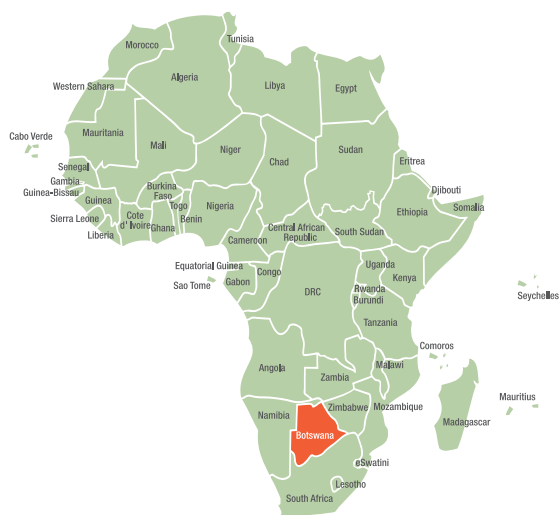 Morocco
Tunisia
Algeria
Libya
Egypt
Western Sahara
Mauritania
Mali
Niger
Chad
Sudan
Eritrea
Cabo Verde
Senegal
Gambia
Guinea-Bissau
Guinea
Sierra Leone
Liberia
Cote
d' Ivoire
Burkina
Faso
Ghana
Togo
Benin
Nigeria
Cameroon
Central African
Republic
South Sudan
Ethiopia
Djibouti
Somalia
Equatorial Guinea
Sao Tome
Gabon
Congo
DRC
Uganda
Kenya
Rwanda
Burundi
Tanzania
Seychelles
Comoros
Angola
Zambia
Malawi
Mozambique
Madagascar
Mauritius
Namibia
Botswana
Zimbabwe
eSwatini
Lesotho
South Africa